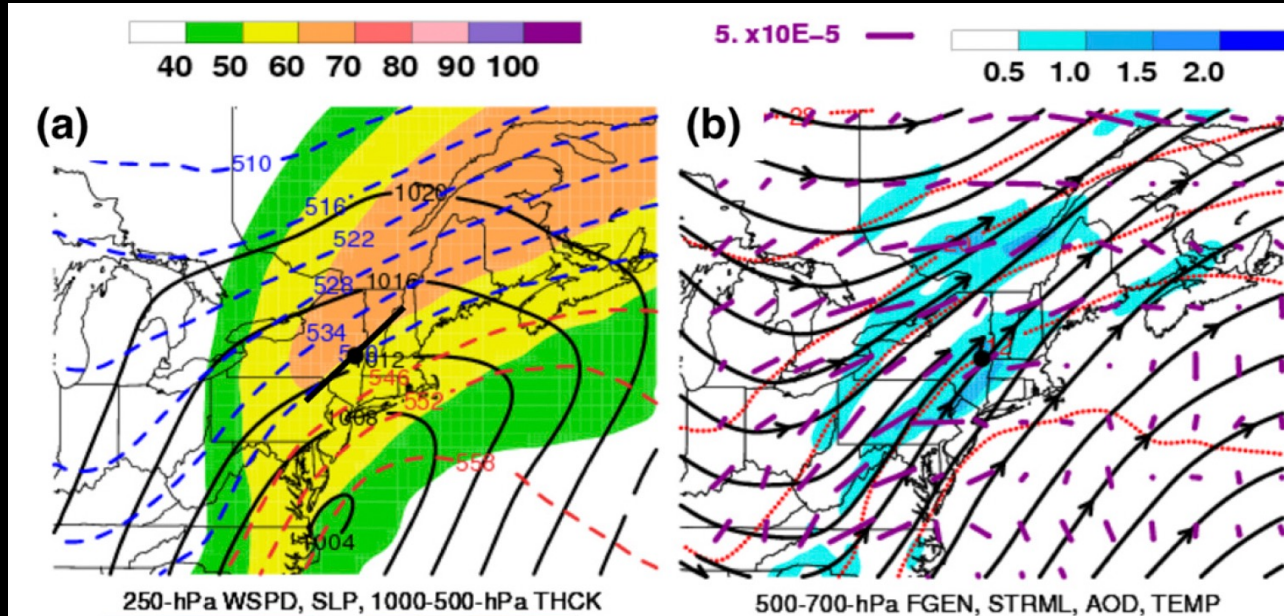 5. x10E-5
40 50 60 70 80 90 100
0.5 1.0 1.5 2.0
(a)
510
516
1020
522
528
1016
534
1012
546
552
1008
558
1004
250-hPa WSPD, SLP, 1000-500-hPa THCK
(b)
500-700-hPa FGEN, STRML, AOD, TEMP